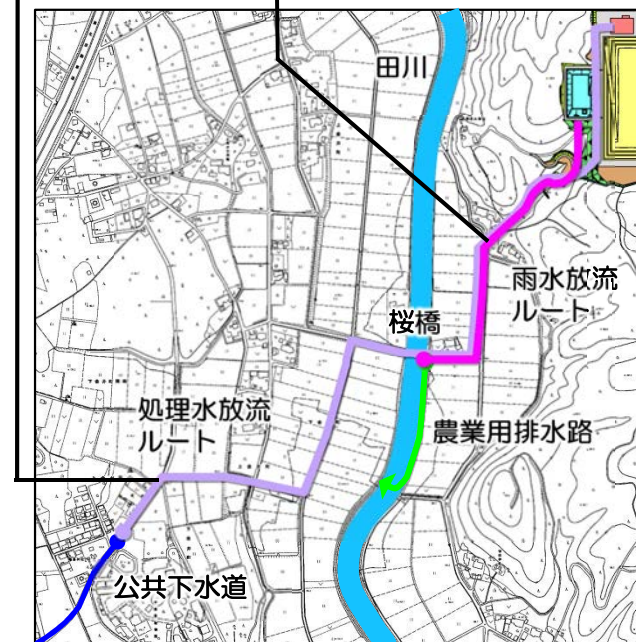 田川
雨水放流
ルート
桜橋
処理水放流
ルート
農業用排水路
公共下水道